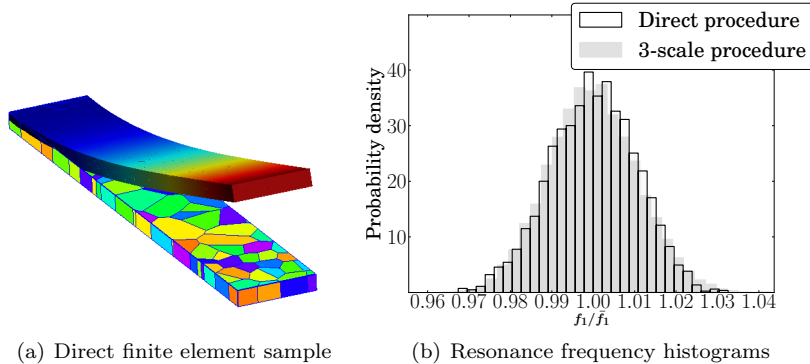 Direct procedure
3-scale procedure
Probability density
40
30
20
10
0.96 0.97 0.98 0.99 1.00 1.01 1.02 1.03 1.04
f₁/f̄₁
(a) Direct finite element sample
(b) Resonance frequency histograms